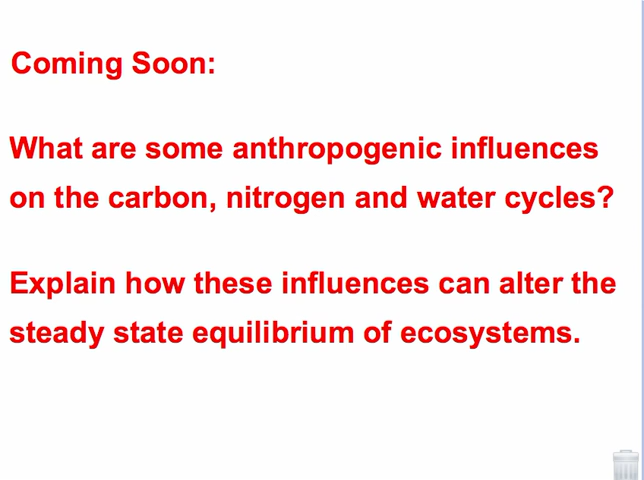 Coming Soon:
What are some anthropogenic influences
on the carbon, nitrogen and water cycles?
Explain how these influences can alter the
steady state equilibrium of ecosystems.